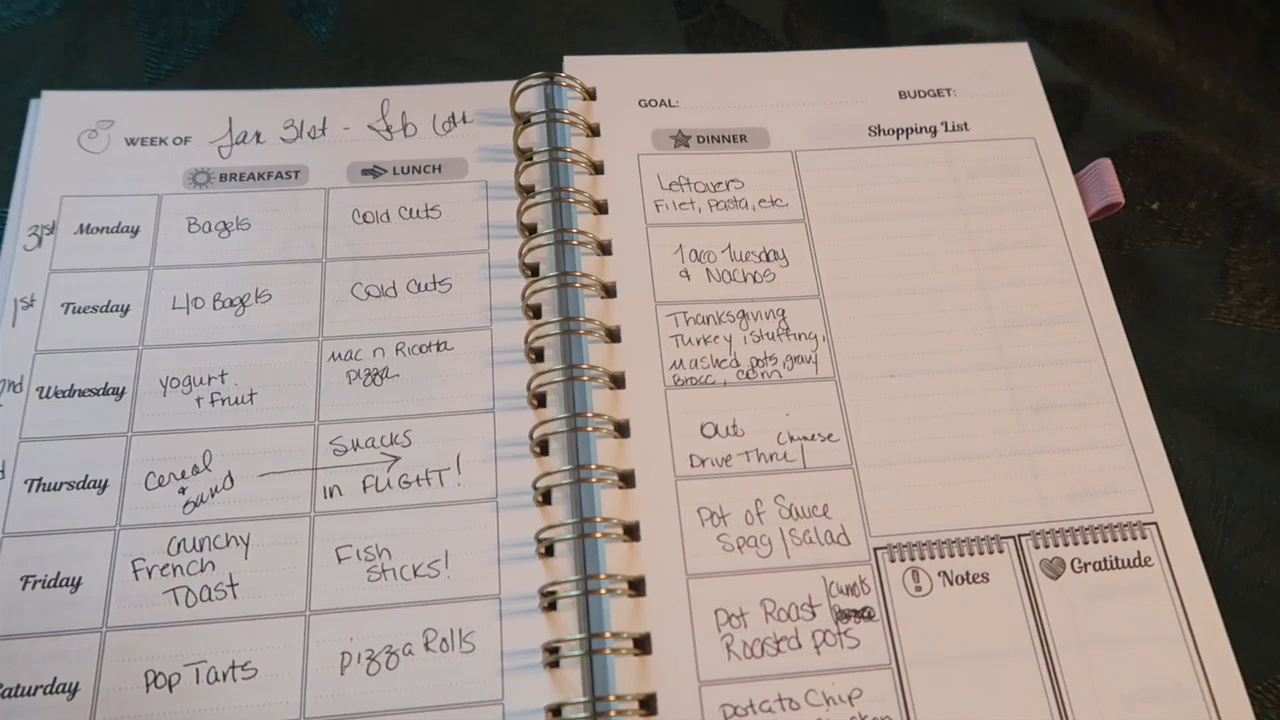 WEEK OF Jan 31st - Feb 6th
BREAKFAST
LUNCH
31st
Monday
Bagels
Cold Cuts
1st
Tuesday
L/O Bagels
Cold Cuts
2nd
Wednesday
yogurt
+ Fruit
Mac n Ricotta
pizza
Thursday
Cereal
&
Snacks
in FLIGHT!
Friday
Crunchy
French
Toast
Fish
Sticks!
Saturday
Pop Tarts
pizza Rolls
GOAL:
BUDGET:
DINNER
Shopping List
Leftovers
Filet, pasta, etc
Taco Tuesday
& Nachos
Thanksgiving
Turkey, Stuffing,
Mashed pots, gravy
Brocc, corn
Out
Chinese
Drive Thru /
Pot of Sauce
Spag / Salad
Pot Roast / Carrots
Roasted pots
Potato Chip
Notes
Gratitude